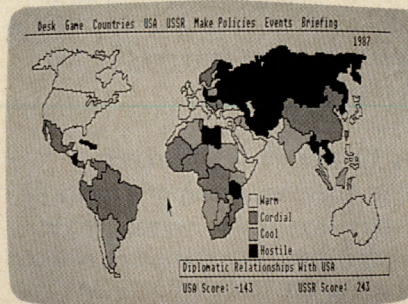 Desk Game Countries USA USSR Make Policies Events Briefing
1987
Warm
Cordial
Cool
Hostile
Diplomatic Relationships With USA
USA Score: -143 USSR Score: 243